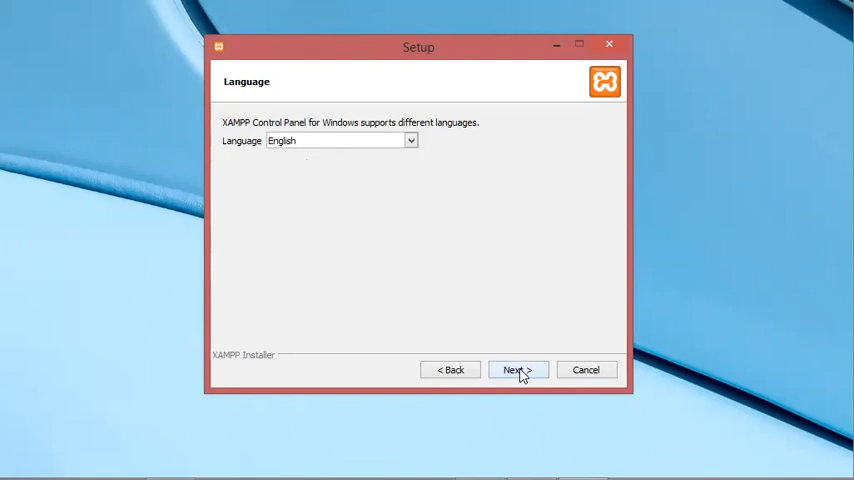 Setup
Language
XAMPP Control Panel for Windows supports different languages.
Language English
XAMPP Installer
< Back Next > Cancel